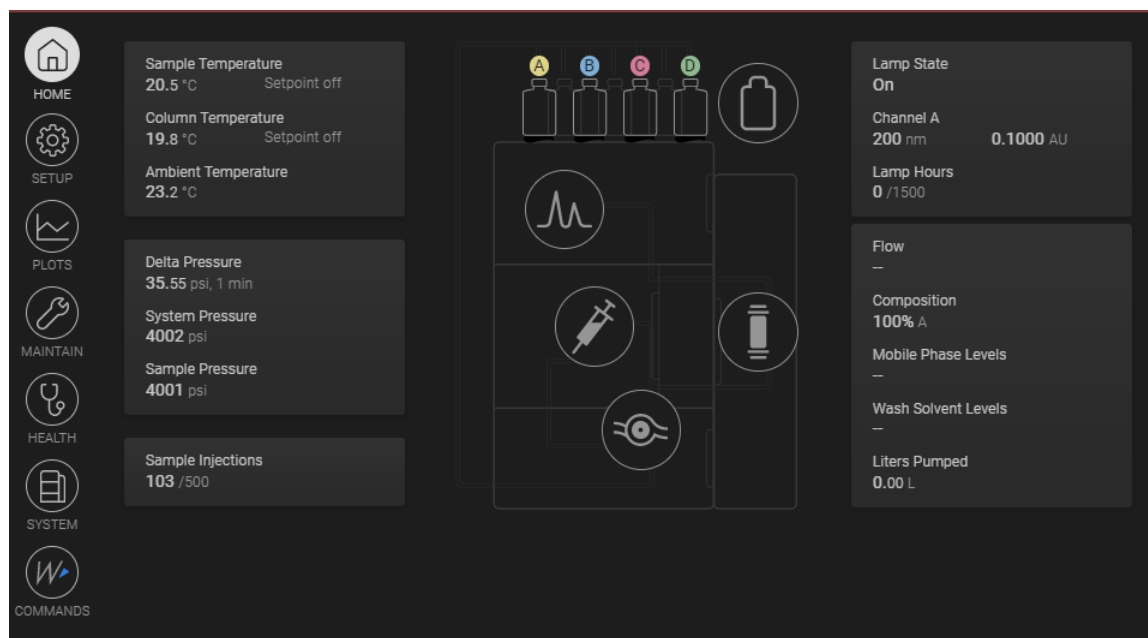 HOME
SETUP
PLOTS
MAINTAIN
HEALTH
SYSTEM
COMMANDS
Sample Temperature
20.5 °C Setpoint off
Column Temperature
19.8 °C Setpoint off
Ambient Temperature
23.2 °C
Delta Pressure
35.55 psi, 1 min
System Pressure
4002 psi
Sample Pressure
4001 psi
Sample Injections
103 /500
A B C D
Lamp State
On
Channel A
200 nm 0.1000 AU
Lamp Hours
0 /1500
Flow
--
Composition
100% A
Mobile Phase Levels
--
Wash Solvent Levels
--
Liters Pumped
0.00 L